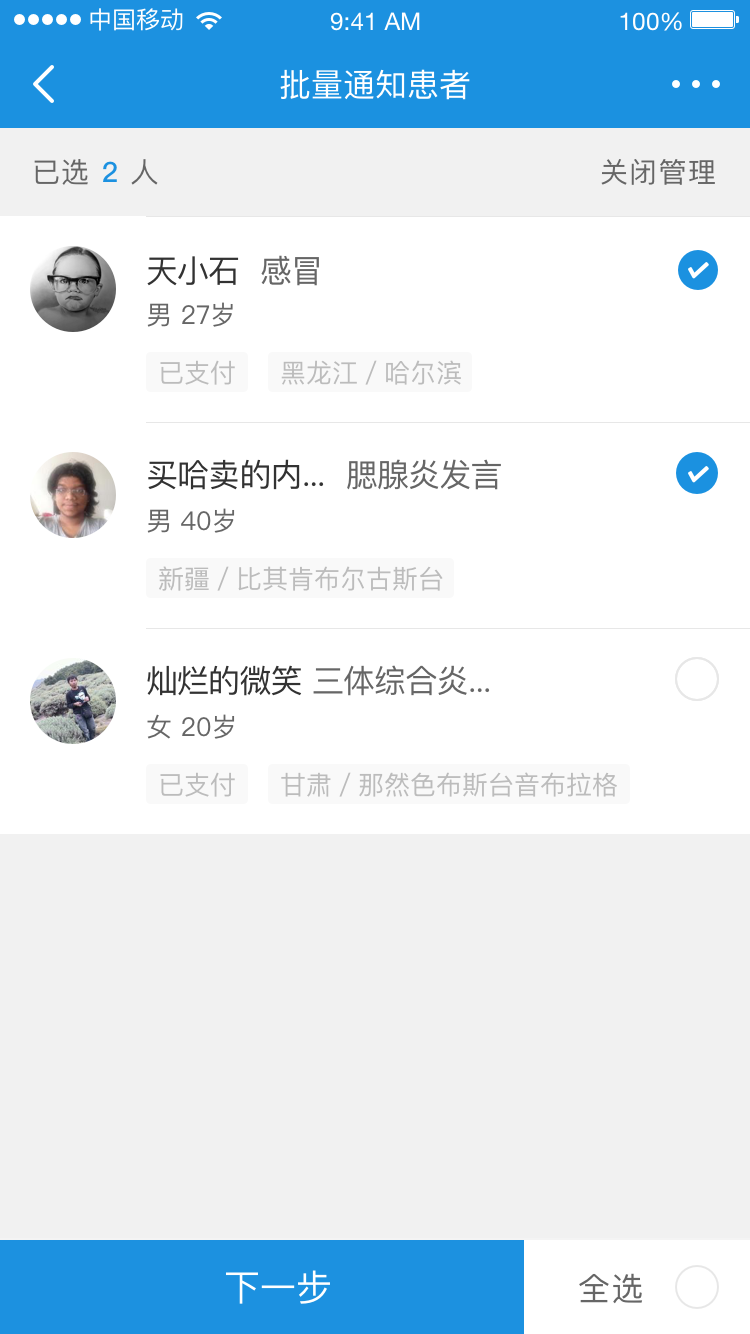 中国移动 9:41 AM 100%
批量通知患者
已选 2 人 关闭管理
天小石 感冒
男 27岁
已支付 黑龙江 / 哈尔滨
买哈卖的内... 腮腺炎发言
男 40岁
新疆 / 比其肯布尔古斯台
灿烂的微笑 三体综合炎...
女 20岁
已支付 甘肃 / 那然色布斯台音布拉格
下一步 全选